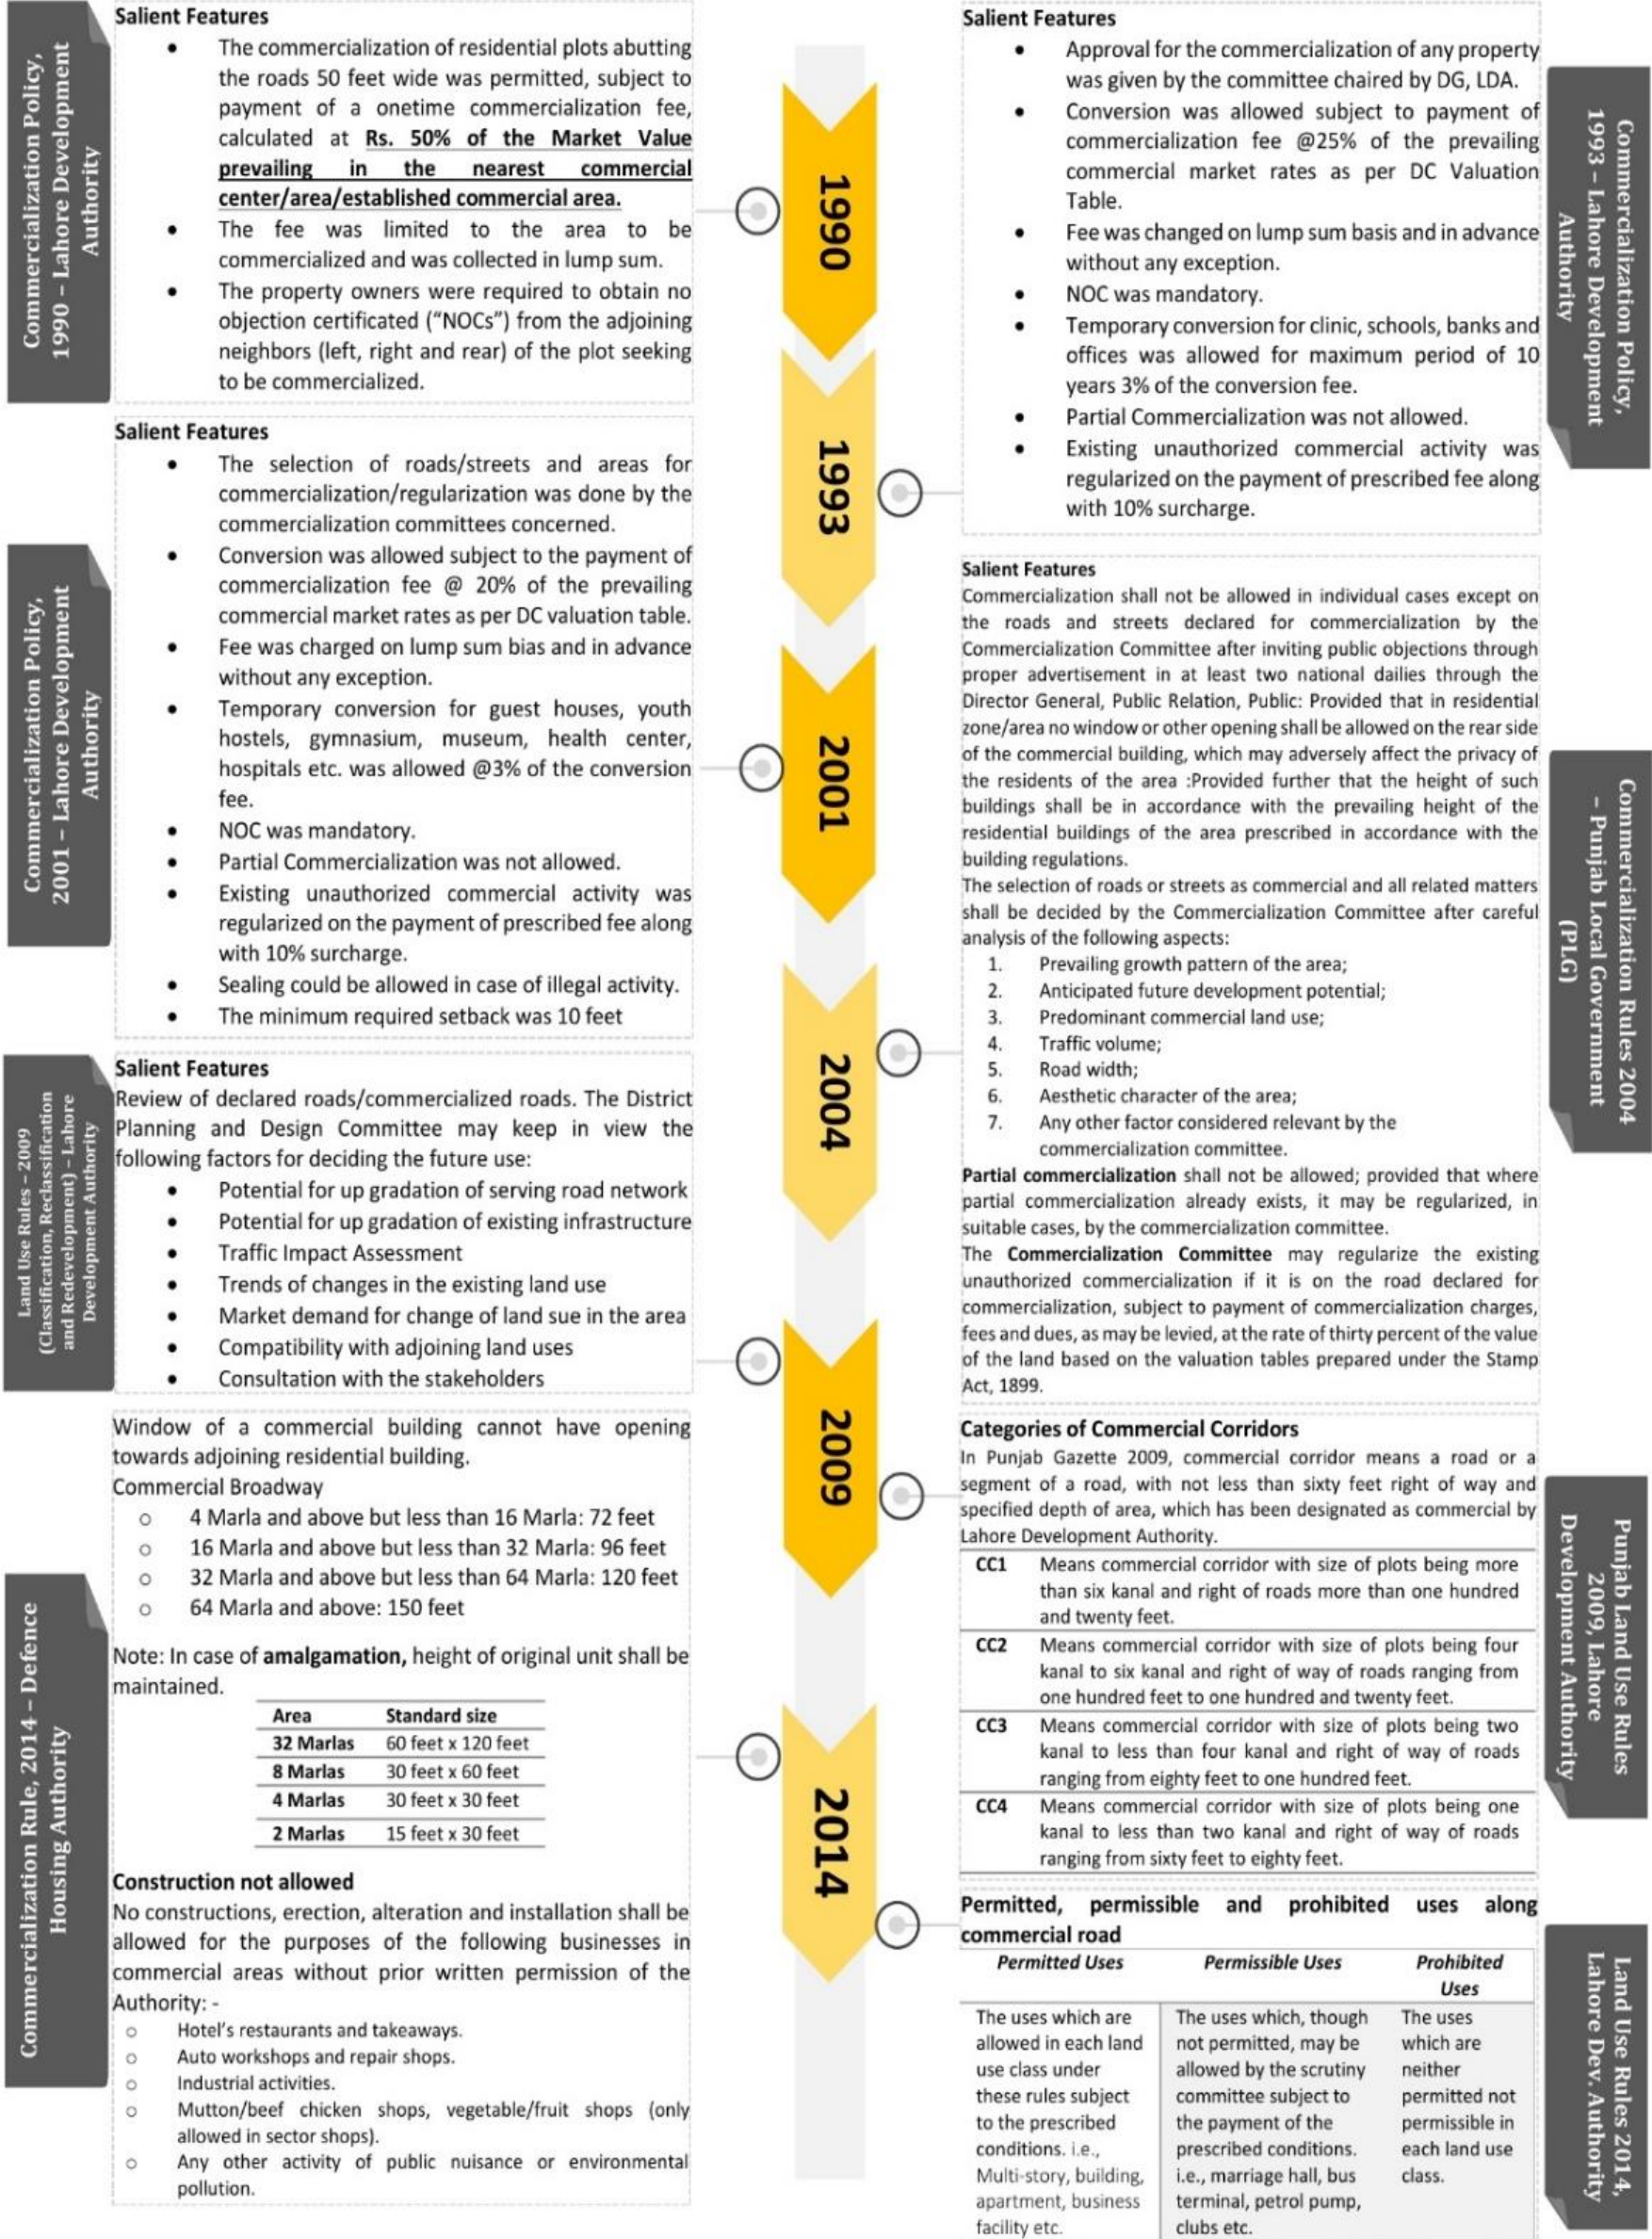 Commercialization Policy,
1990 – Lahore Development
Authority
Salient Features
• The commercialization of residential plots abutting
the roads 50 feet wide was permitted, subject to
payment of a onetime commercialization fee,
calculated at Rs. 50% of the Market Value
prevailing in the nearest commercial
center/area/established commercial area.
• The fee was limited to the area to be
commercialized and was collected in lump sum.
• The property owners were required to obtain no
objection certificated (“NOCs”) from the adjoining
neighbors (left, right and rear) of the plot seeking
to be commercialized.
1990
Commercialization Policy,
1993 – Lahore Development
Authority
Salient Features
• Approval for the commercialization of any property
was given by the committee chaired by DG, LDA.
• Conversion was allowed subject to payment of
commercialization fee @25% of the prevailing
commercial market rates as per DC Valuation
Table.
• Fee was changed on lump sum basis and in advance
without any exception.
• NOC was mandatory.
• Temporary conversion for clinic, schools, banks and
offices was allowed for maximum period of 10
years 3% of the conversion fee.
• Partial Commercialization was not allowed.
• Existing unauthorized commercial activity was
regularized on the payment of prescribed fee along
with 10% surcharge.
1993
Commercialization Policy,
2001 – Lahore Development
Authority
Salient Features
• The selection of roads/streets and areas for
commercialization/regularization was done by the
commercialization committees concerned.
• Conversion was allowed subject to the payment of
commercialization fee @ 20% of the prevailing
commercial market rates as per DC valuation table.
• Fee was charged on lump sum bias and in advance
without any exception.
• Temporary conversion for guest houses, youth
hostels, gymnasium, museum, health center,
hospitals etc. was allowed @3% of the conversion
fee.
• NOC was mandatory.
• Partial Commercialization was not allowed.
• Existing unauthorized commercial activity was
regularized on the payment of prescribed fee along
with 10% surcharge.
• Sealing could be allowed in case of illegal activity.
• The minimum required setback was 10 feet
2001
Commercialization Rules 2004
– Punjab Local Government
(PLG)
Salient Features
Commercialization shall not be allowed in individual cases except on
the roads and streets declared for commercialization by the
Commercialization Committee after inviting public objections through
proper advertisement in at least two national dailies through the
Director General, Public Relation, Public: Provided that in residential
zone/area no window or other opening shall be allowed on the rear side
of the commercial building, which may adversely affect the privacy of
the residents of the area :Provided further that the height of such
buildings shall be in accordance with the prevailing height of the
residential buildings of the area prescribed in accordance with the
building regulations.
The selection of roads or streets as commercial and all related matters
shall be decided by the Commercialization Committee after careful
analysis of the following aspects:
1. Prevailing growth pattern of the area;
2. Anticipated future development potential;
3. Predominant commercial land use;
4. Traffic volume;
5. Road width;
6. Aesthetic character of the area;
7. Any other factor considered relevant by the
commercialization committee.
Partial commercialization shall not be allowed; provided that where
partial commercialization already exists, it may be regularized, in
suitable cases, by the commercialization committee.
The Commercialization Committee may regularize the existing
unauthorized commercialization if it is on the road declared for
commercialization, subject to payment of commercialization charges,
fees and dues, as may be levied, at the rate of thirty percent of the value
of the land based on the valuation tables prepared under the Stamp
Act, 1899.
2004
Land Use Rules – 2009
(Classification, Reclassification
and Redevelopment) – Lahore
Development Authority
Salient Features
Review of declared roads/commercialized roads. The District
Planning and Design Committee may keep in view the
following factors for deciding the future use:
• Potential for up gradation of serving road network
• Potential for up gradation of existing infrastructure
• Traffic Impact Assessment
• Trends of changes in the existing land use
• Market demand for change of land sue in the area
• Compatibility with adjoining land uses
• Consultation with the stakeholders
2009
Punjab Land Use Rules
2009, Lahore
Development Authority
Categories of Commercial Corridors
In Punjab Gazette 2009, commercial corridor means a road or a
segment of a road, with not less than sixty feet right of way and
specified depth of area, which has been designated as commercial by
Lahore Development Authority.
CC1 Means commercial corridor with size of plots being more
than six kanal and right of roads more than one hundred
and twenty feet.
CC2 Means commercial corridor with size of plots being four
kanal to six kanal and right of way of roads ranging from
one hundred feet to one hundred and twenty feet.
CC3 Means commercial corridor with size of plots being two
kanal to less than four kanal and right of way of roads
ranging from eighty feet to one hundred feet.
CC4 Means commercial corridor with size of plots being one
kanal to less than two kanal and right of way of roads
ranging from sixty feet to eighty feet.
Commercialization Rule, 2014 – Defence
Housing Authority
Window of a commercial building cannot have opening
towards adjoining residential building.
Commercial Broadway
○ 4 Marla and above but less than 16 Marla: 72 feet
○ 16 Marla and above but less than 32 Marla: 96 feet
○ 32 Marla and above but less than 64 Marla: 120 feet
○ 64 Marla and above: 150 feet
Note: In case of amalgamation, height of original unit shall be
maintained.
Area Standard size
32 Marlas 60 feet x 120 feet
8 Marlas 30 feet x 60 feet
4 Marlas 30 feet x 30 feet
2 Marlas 15 feet x 30 feet
Construction not allowed
No constructions, erection, alteration and installation shall be
allowed for the purposes of the following businesses in
commercial areas without prior written permission of the
Authority: -
○ Hotel’s restaurants and takeaways.
○ Auto workshops and repair shops.
○ Industrial activities.
○ Mutton/beef chicken shops, vegetable/fruit shops (only
allowed in sector shops).
○ Any other activity of public nuisance or environmental
pollution.
2014
Land Use Rules 2014,
Lahore Dev. Authority
Permitted, permissible and prohibited uses along
commercial road
Permitted Uses
The uses which are
allowed in each land
use class under
these rules subject
to the prescribed
conditions. i.e.,
Multi-story, building,
apartment, business
facility etc.
Permissible Uses
The uses which, though
not permitted, may be
allowed by the scrutiny
committee subject to
the payment of the
prescribed conditions.
i.e., marriage hall, bus
terminal, petrol pump,
clubs etc.
Prohibited
Uses
The uses
which are
neither
permitted not
permissible in
each land use
class.